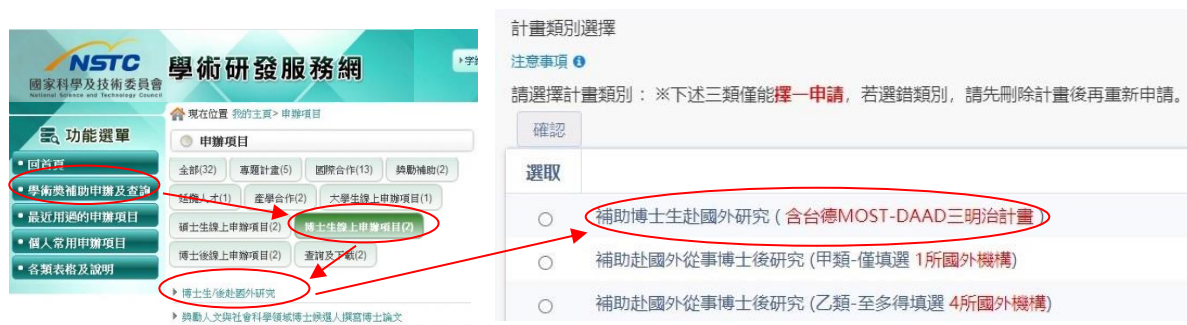 NSTC
國家科學及技術委員會
National Science and Technology Council
學術研發服務網
現在位置 我的主頁> 申辦項目
功能選單
回首頁
學術獎補助申辦及查詢
最近用過的申辦項目
個人常用申辦項目
各類表格及說明
申辦項目
全部(32) 專題計畫(5) 國際合作(13) 獎勵補助(2)
延攬人才(1) 產學合作(2) 大學生線上申辦項目(1)
碩士生線上申辦項目(2) 博士生線上申辦項目(2)
博士後線上申辦項目(2) 查詢及下載(2)
博士生/後赴國外研究
獎勵人文與社會科學領域博士候選人撰寫博士論文
計畫類別選擇
注意事項
請選擇計畫類別: ※下述三類僅能擇一申請, 若選錯類別, 請先刪除計畫後再重新申請。
確認
選取
補助博士生赴國外研究 ( 含台德MOST-DAAD三明治計畫 )
補助赴國外從事博士後研究 (甲類-僅填選 1所國外機構)
補助赴國外從事博士後研究 (乙類-至多得填選 4所國外機構)